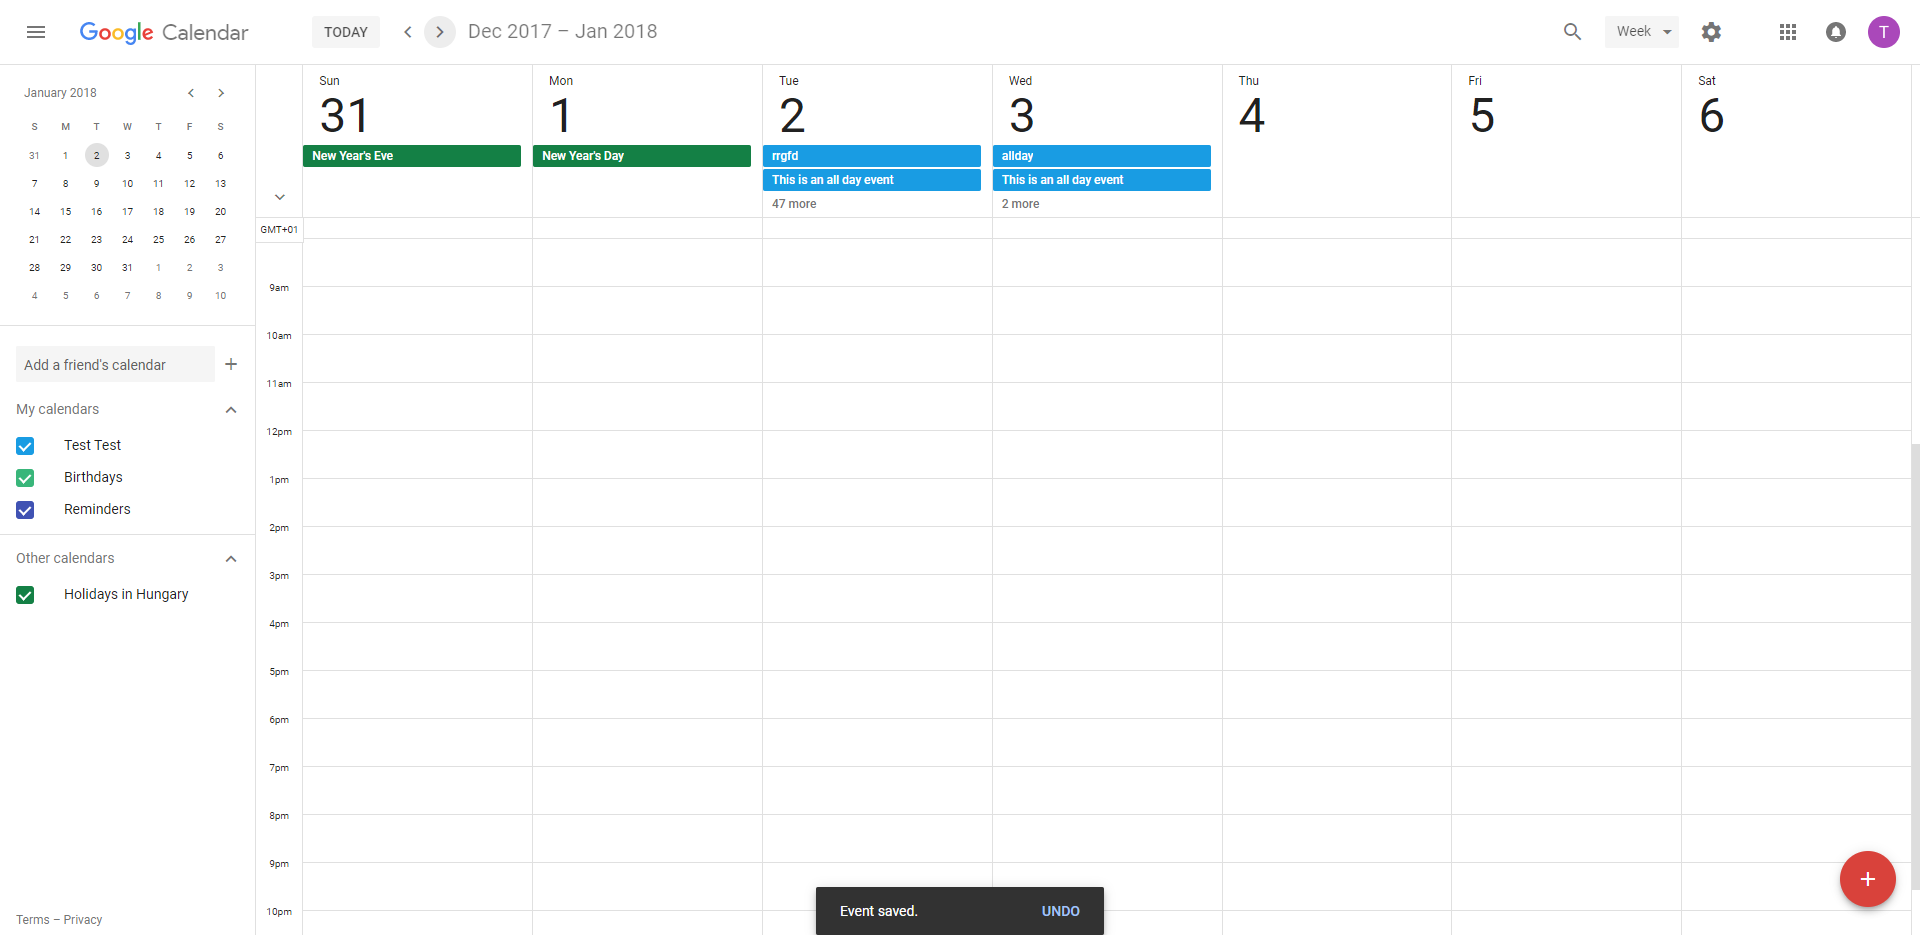 Google Calendar
TODAY
Dec 2017 – Jan 2018
Week
T
January 2018
S M T W T F S
31 1 2 3 4 5 6
7 8 9 10 11 12 13
14 15 16 17 18 19 20
21 22 23 24 25 26 27
28 29 30 31 1 2 3
4 5 6 7 8 9 10
Add a friend's calendar
My calendars
Test Test
Birthdays
Reminders
Other calendars
Holidays in Hungary
Terms – Privacy
Sun Mon Tue Wed Thu Fri Sat
31 1 2 3 4 5 6
New Year's Eve New Year's Day rrgfd allday
This is an all day event This is an all day event
47 more 2 more
GMT+01
9am
10am
11am
12pm
1pm
2pm
3pm
4pm
5pm
6pm
7pm
8pm
9pm
10pm
Event saved. UNDO